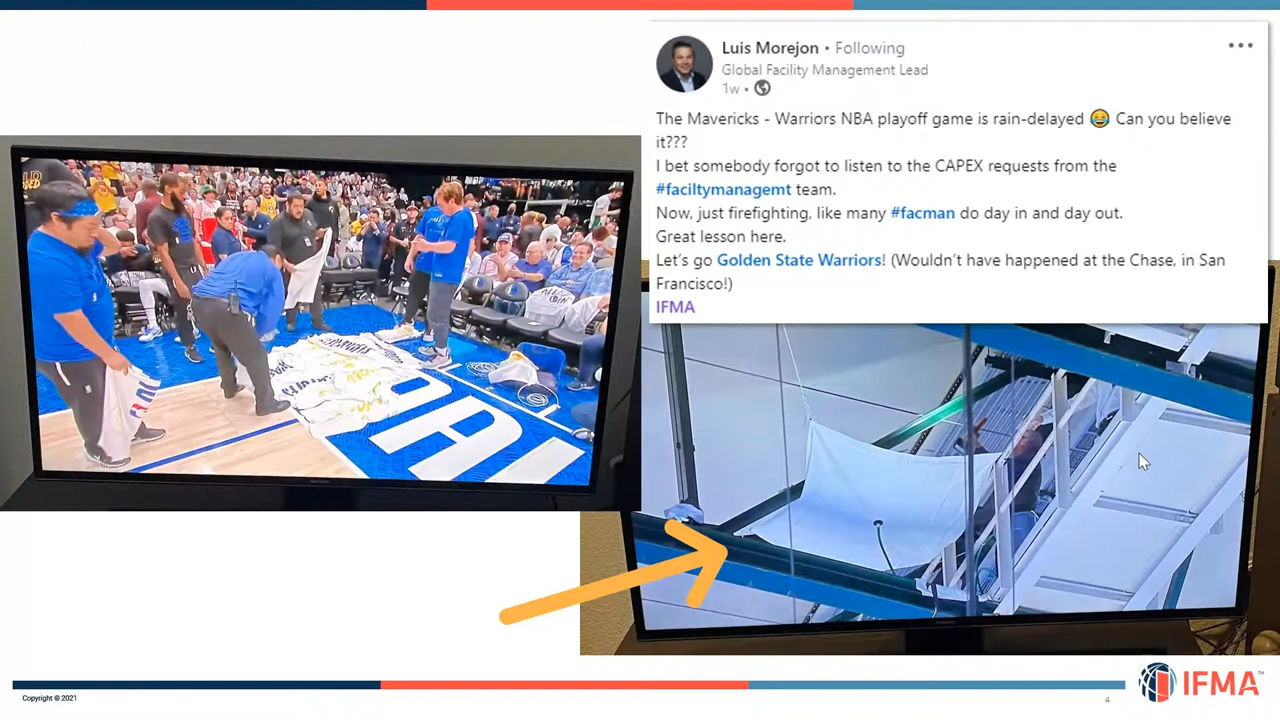 Luis Morejon • Following
Global Facility Management Lead
1w •
The Mavericks - Warriors NBA playoff game is rain-delayed 😂 Can you believe
it???
I bet somebody forgot to listen to the CAPEX requests from the
#faciltymanagemt team.
Now, just firefighting, like many #facman do day in and day out.
Great lesson here.
Let's go Golden State Warriors! (Wouldn't have happened at the Chase, in San
Francisco!)
IFMA
DAL
Copyright © 2021
4
IFMA™